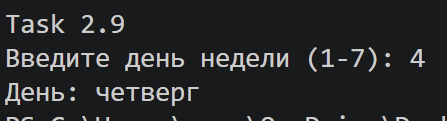 Task 2.9
Введите день недели (1-7): 4
День: четверг